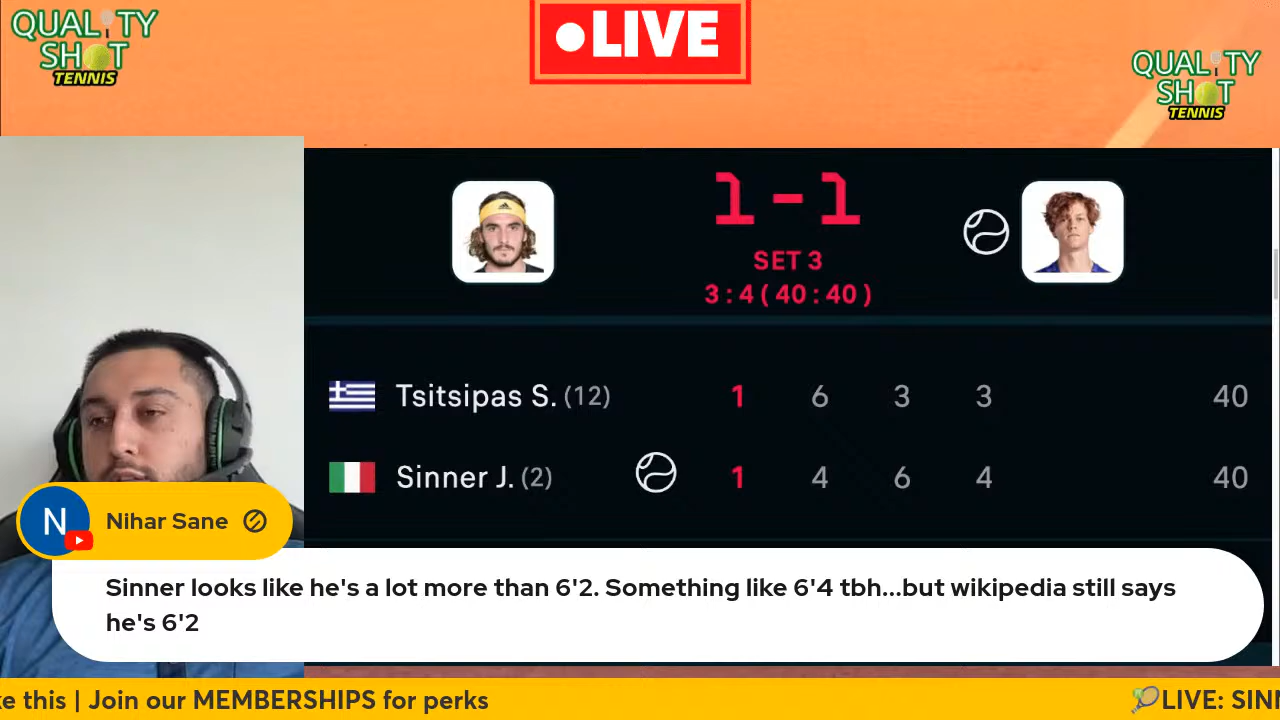 QUALITY
SHOT
TENNIS
LIVE
QUALITY
SHOT
TENNIS
1 - 1
SET 3
3 : 4 ( 40 : 40 )
Tsitsipas S. (12) 1 6 3 3 40
Sinner J. (2) 1 4 6 4 40
N Nihar Sane
Sinner looks like he's a lot more than 6'2. Something like 6'4 tbh...but wikipedia still says
he's 6'2
ke this | Join our MEMBERSHIPS for perks LIVE: SIN